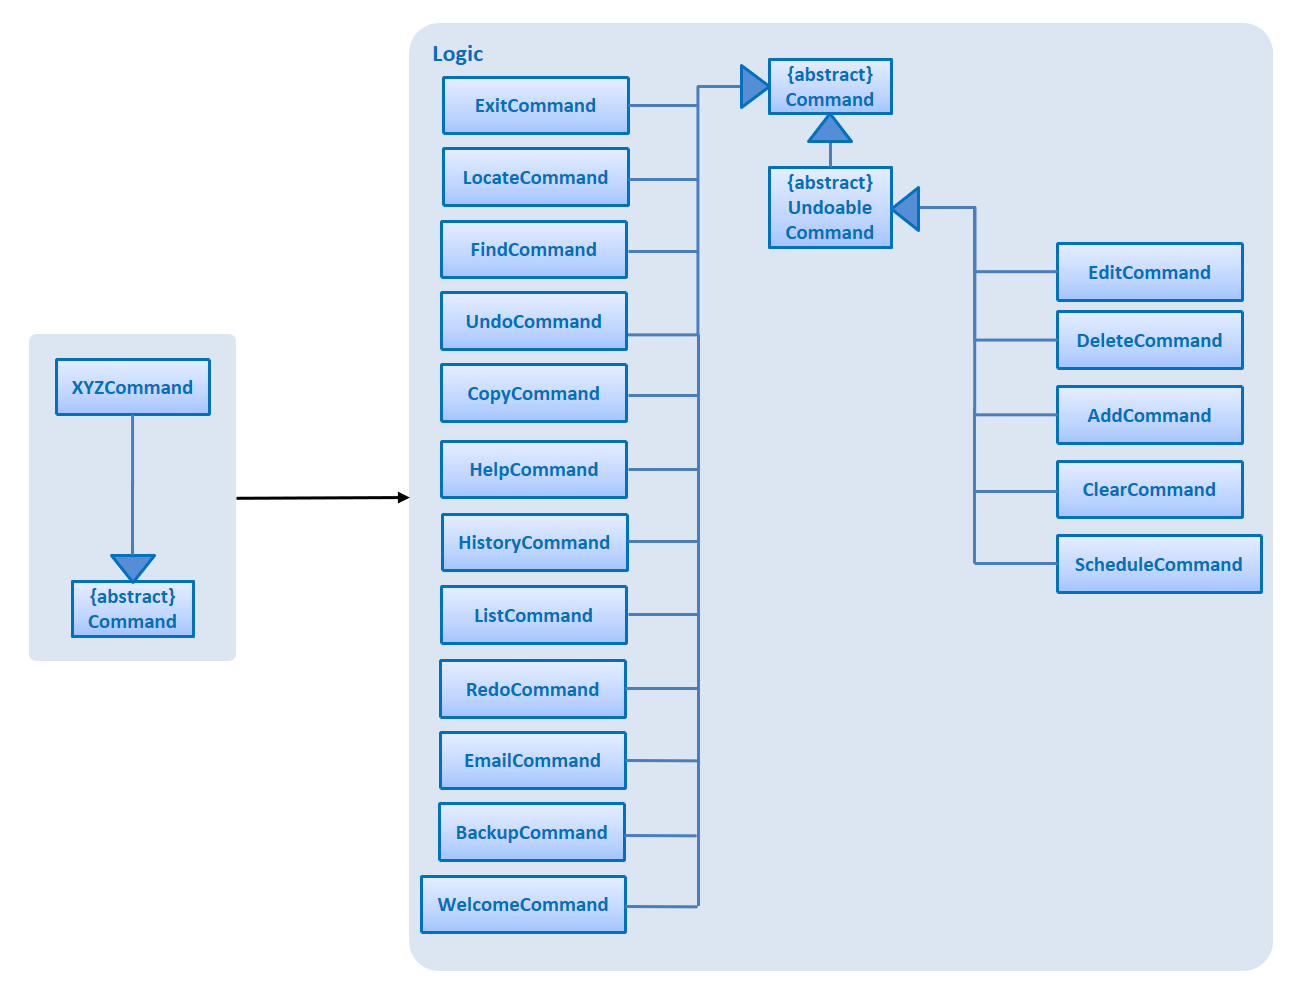 XYZCommand
{abstract}
Command
Logic
ExitCommand
LocateCommand
FindCommand
UndoCommand
CopyCommand
HelpCommand
HistoryCommand
ListCommand
RedoCommand
EmailCommand
BackupCommand
WelcomeCommand
{abstract}
Command
{abstract}
Undoable
Command
EditCommand
DeleteCommand
AddCommand
ClearCommand
ScheduleCommand